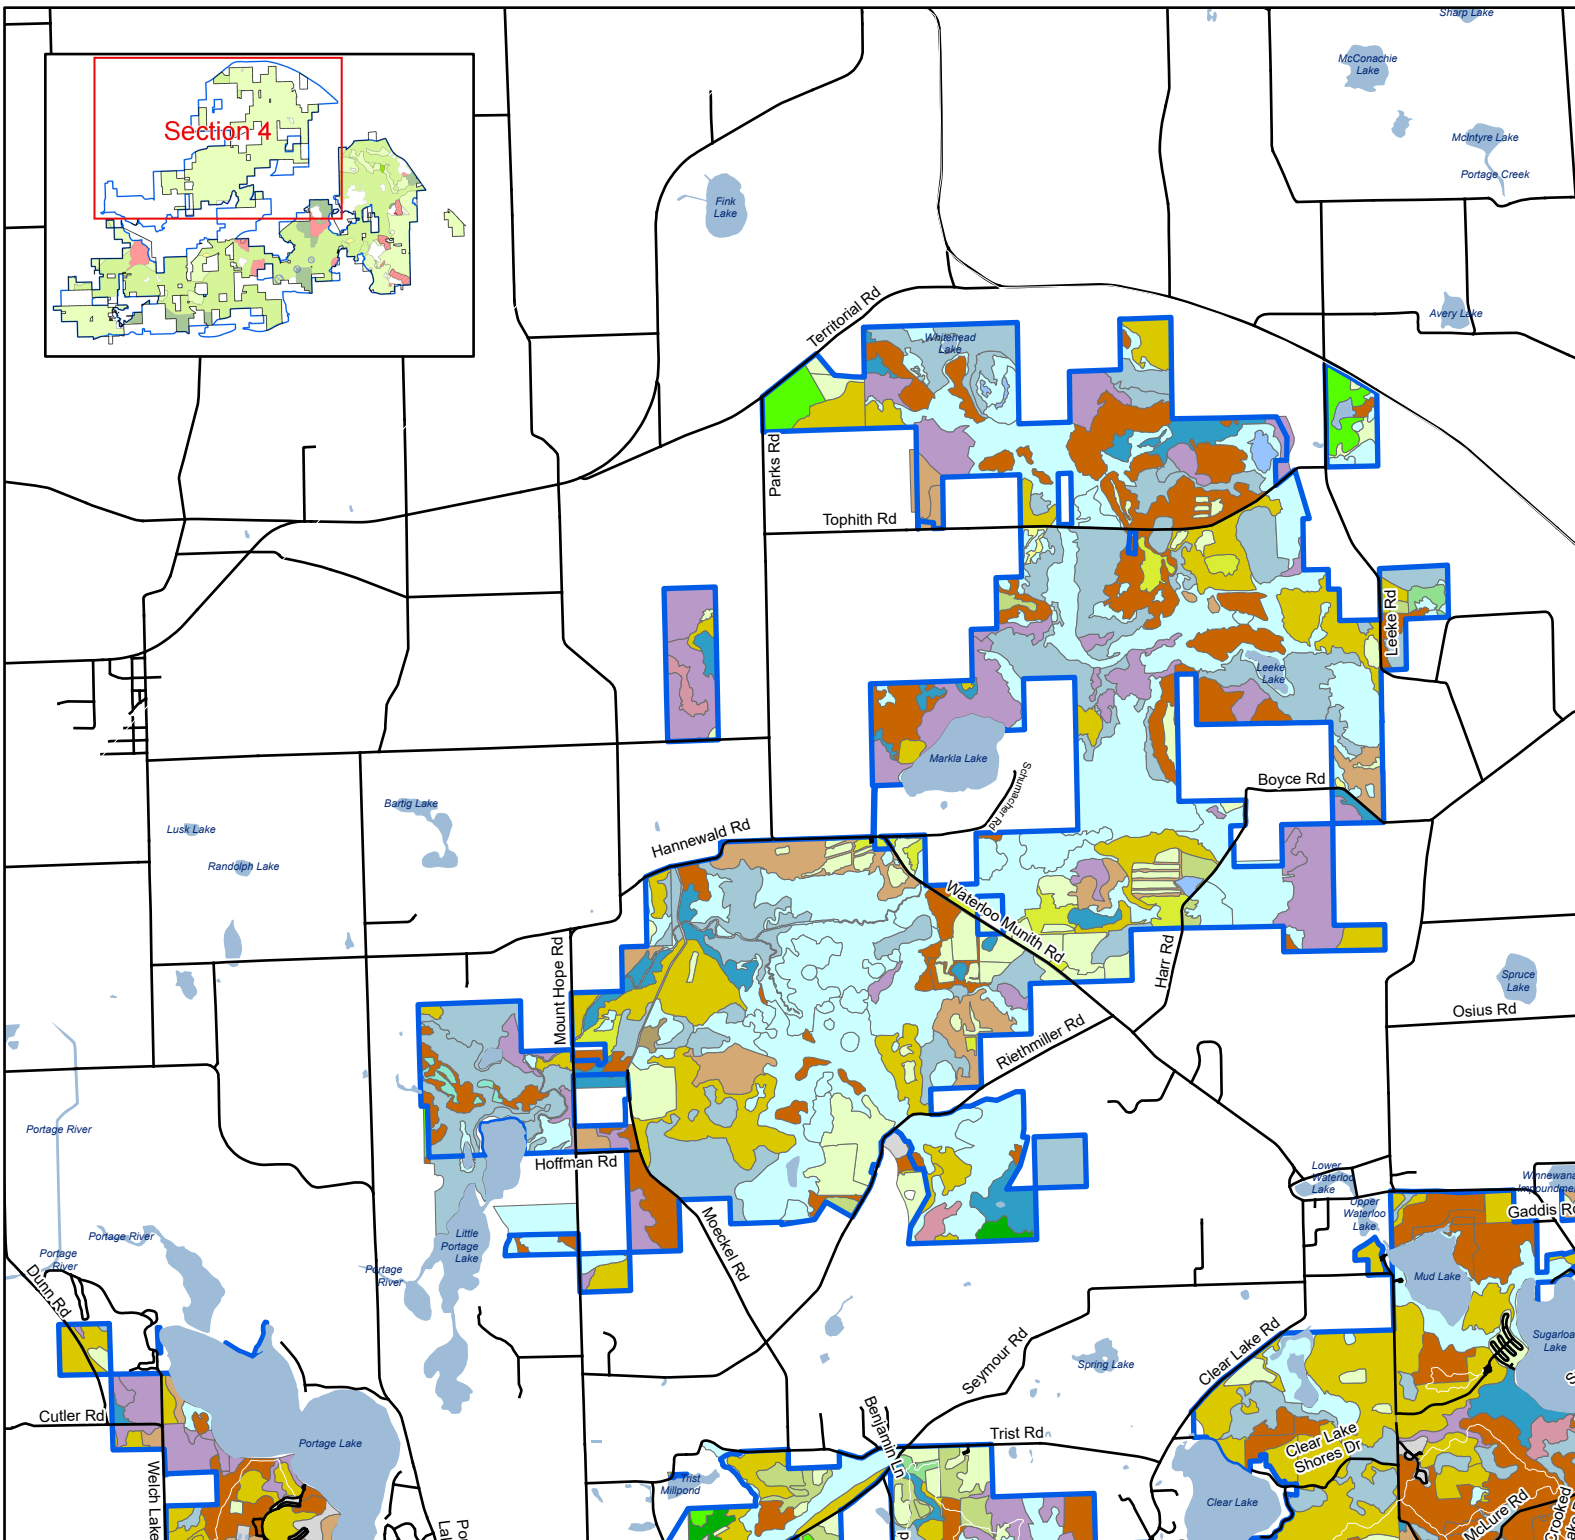 Sharp Lake
McConachie
Lake
Section 4
McIntyre Lake
Portage Creek
Fink
Lake
Territorial Rd
Avery Lake
Whitehead
Lake
Parks Rd
Tophith Rd
Leeke Rd
Leeke
Lake
Markla Lake
Schumacher Rd
Boyce Rd
Bartig Lake
Lusk Lake
Hannewald Rd
Randolph Lake
Waterloo Munith Rd
Mount Hope Rd
Harr Rd
Spruce
Lake
Osius Rd
Riethmiller Rd
Portage River
Hoffman Rd
Lower
Waterloo
Lake
Winnewana
Impoundment
Upper
Waterloo
Lake
Gaddis Rd
Moeckel Rd
Little
Portage
Lake
Portage River
Portage
River
Portage
River
Dunn Rd
Mud Lake
Sugarloaf
Lake
Clear Lake Rd
Seymour Rd
Spring Lake
Cutler Rd
Benjamin Ln
Trist Rd
Clear Lake
Shores Dr
Portage Lake
Welch Lake
Trist
Millpond
Clear Lake
McLure Rd
Crooked